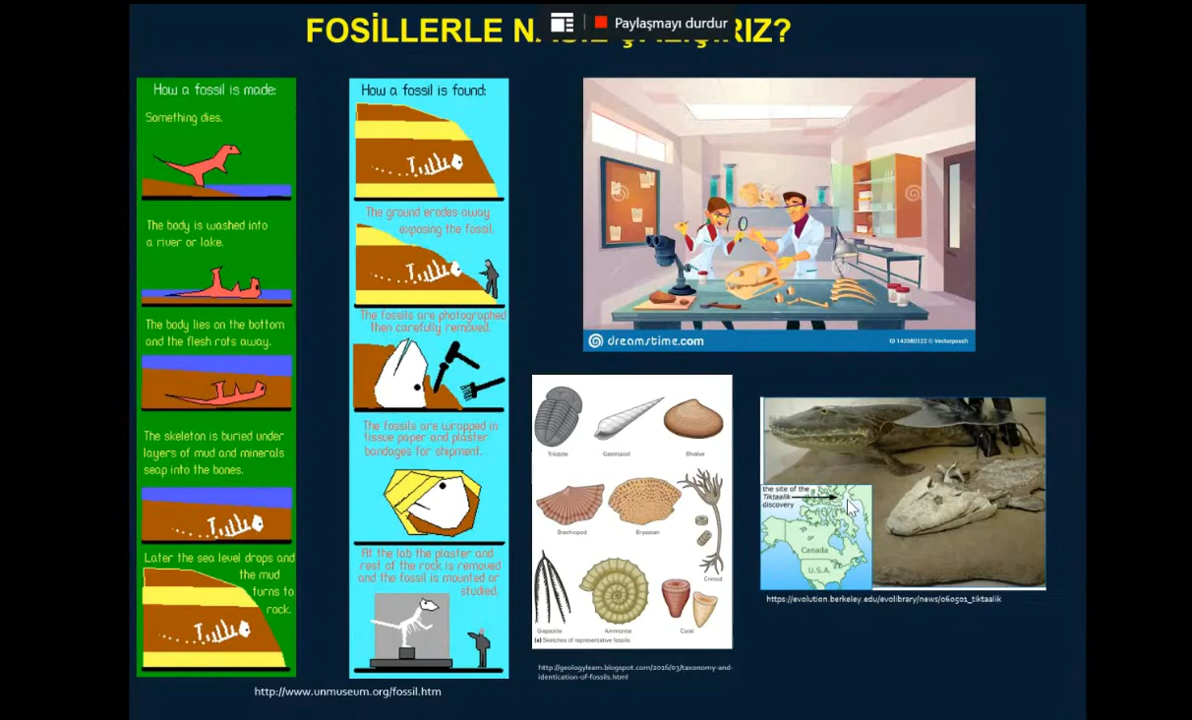 FOSİLLERLE
Paylaşmayı durdur
How a fossil is made:
Something dies.
The body is washed into
a river or lake.
The body lies on the bottom
and the flesh rots away.
The skeleton is buried under
layers of mud and minerals
seap into the bones.
Later the sea level drops and
the mud
turns to
rock.
How a fossil is found:
The ground erodes away
exposing the fossil.
The fossils are photographed
then carefully removed.
The fossils are wrapped in
tissue paper and plaster
bandages for shipment.
At the lab the plaster and
rest of the rock is removed
and the fossil is mounted or
studied.
http://www.unmuseum.org/fossil.htm
dreamstime.com
ID 143580122 © Vectorpouch
Trilobite
Gastropod
Bivalve
Brachiopod
Bryozoan
Crinoid
Graptolite
Ammonite
Coral
(a) Sketches of representative fossils.
http://geologylearn.blogspot.com/2016/03/taxonomy-and-
identication-of-fossils.html
the site of the
Tiktaalik
discovery
Canada
U.S.A.
https://evolution.berkeley.edu/evolibrary/news/060501_tiktaalik